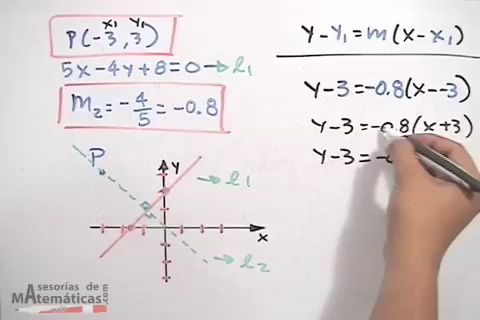 x₁ y₁
P(-3,3)
5x-4y+8=0→l₁
m₂=-4/5=-0.8
y-y₁=m(x-x₁)
y-3=-0.8(x--3)
y-3=-0.8(x+3)
y-3=-
P
y
→l₁
x
→l₂
Asesorías de
MAtemáticas.com